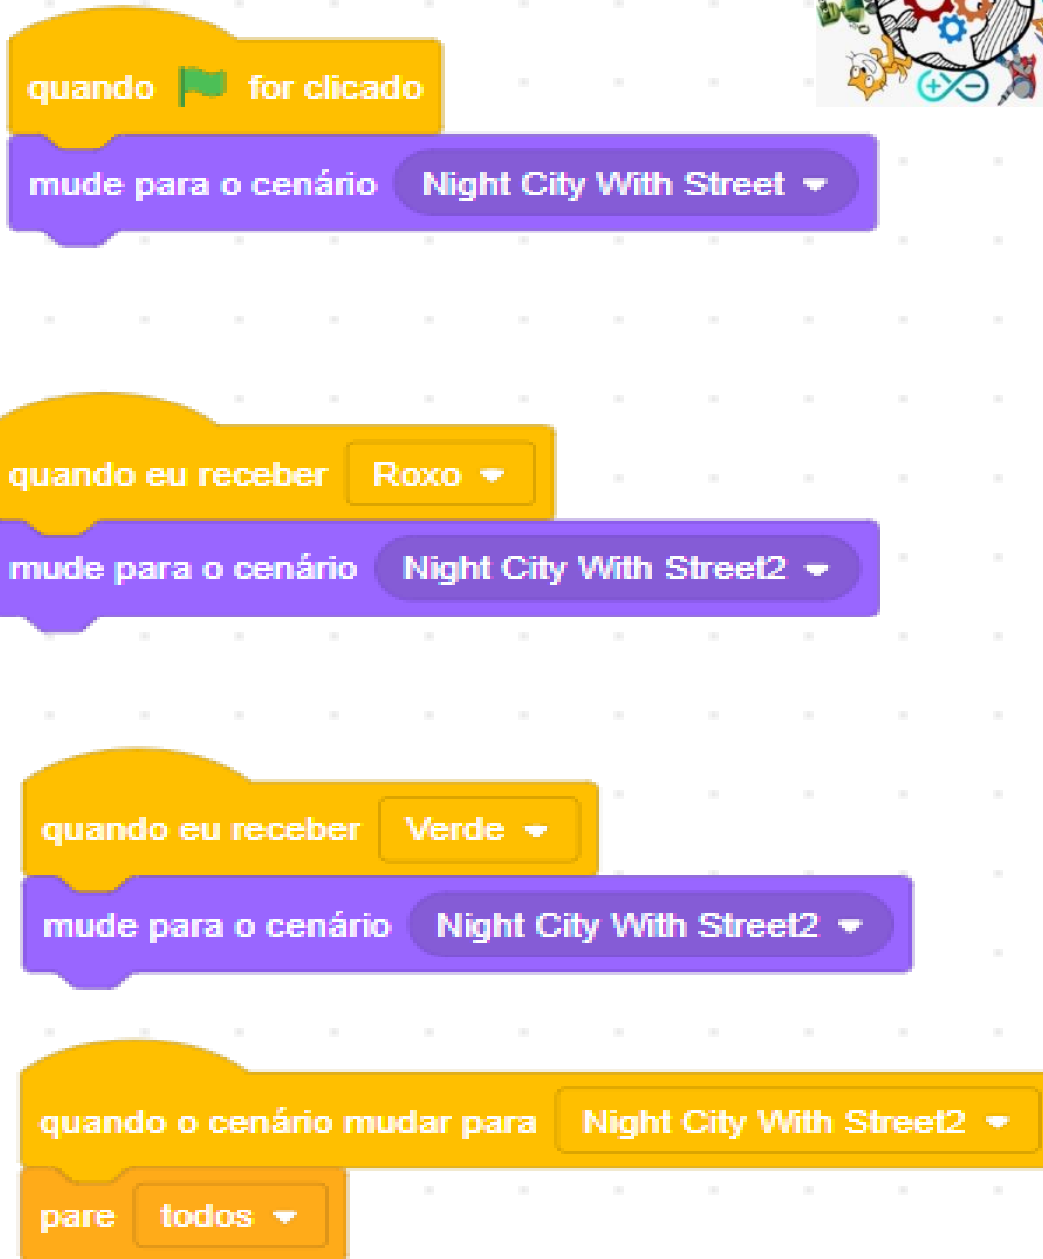 quando for clicado
mude para o cenário Night City With Street
quando eu receber Roxo
mude para o cenário Night City With Street2
quando eu receber Verde
mude para o cenário Night City With Street2
quando o cenário mudar para Night City With Street2
pare todos